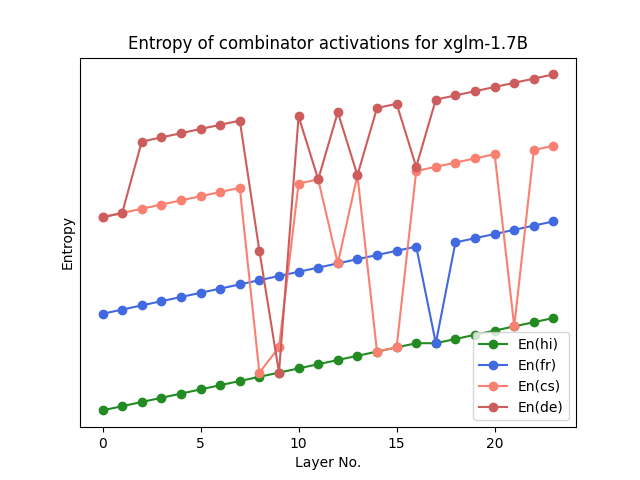 Entropy of combinator activations for xglm-1.7B
Entropy
En(hi)
En(fr)
En(cs)
En(de)
0 5 10 15 20
Layer No.